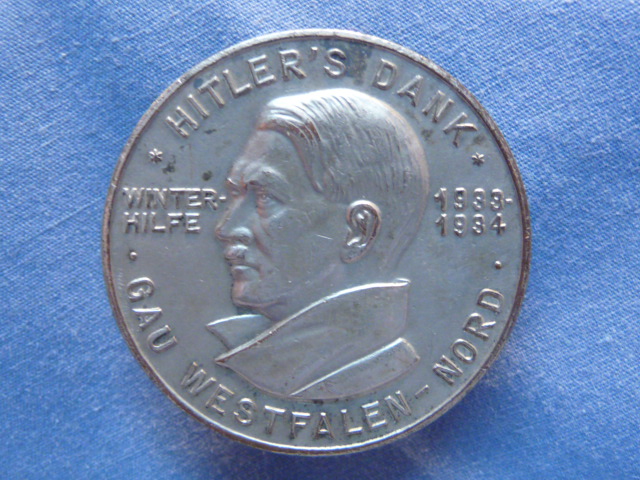 * HITLER'S DANK *
WINTER-
HILFE
1933-
1934
· GAU WESTFALEN-NORD ·